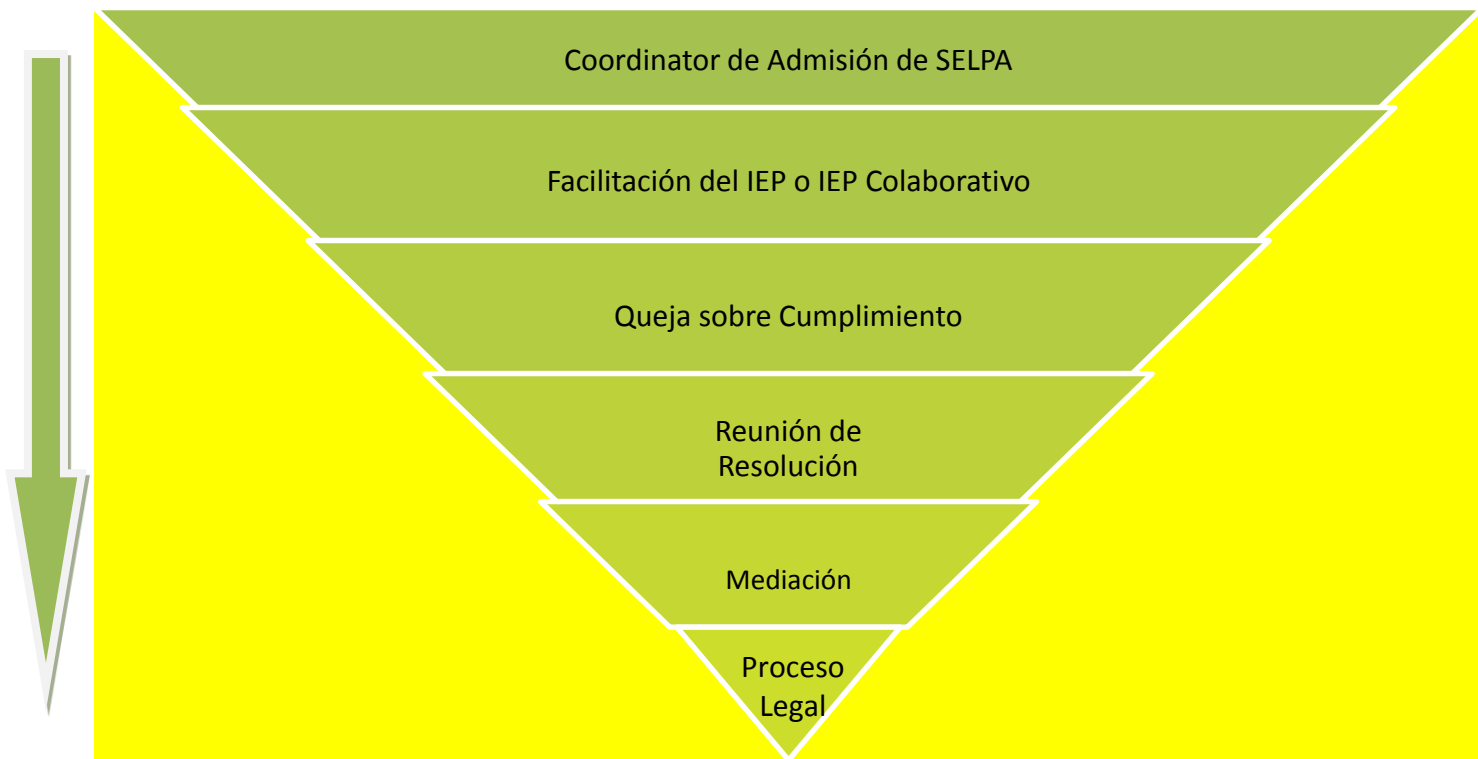 Coordinator de Admisión de SELPA
Facilitación del IEP o IEP Colaborativo
Queja sobre Cumplimiento
Reunión de
Resolución
Mediación
Proceso
Legal